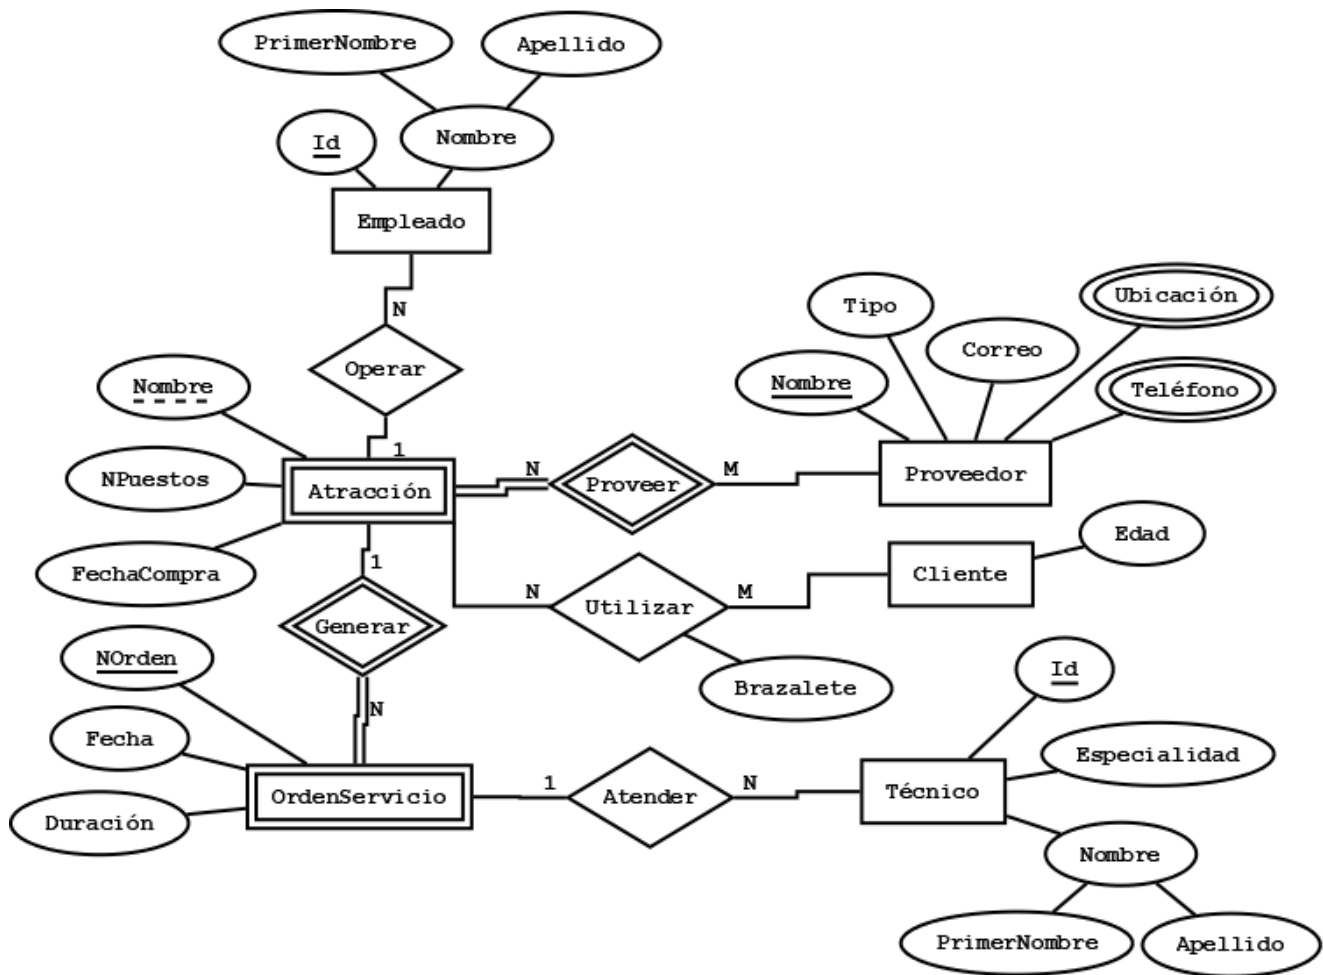 PrimerNombre
Apellido
Id
Nombre
Empleado
N
Operar
1
Nombre
NPuestos
FechaCompra
Atracción
N
Proveer
M
Tipo
Correo
Ubicación
Nombre
Teléfono
Proveedor
Edad
Cliente
N
Utilizar
M
Brazalete
1
Generar
N
NOrden
Fecha
Duración
OrdenServicio
1
Atender
N
Técnico
Id
Especialidad
Nombre
PrimerNombre
Apellido